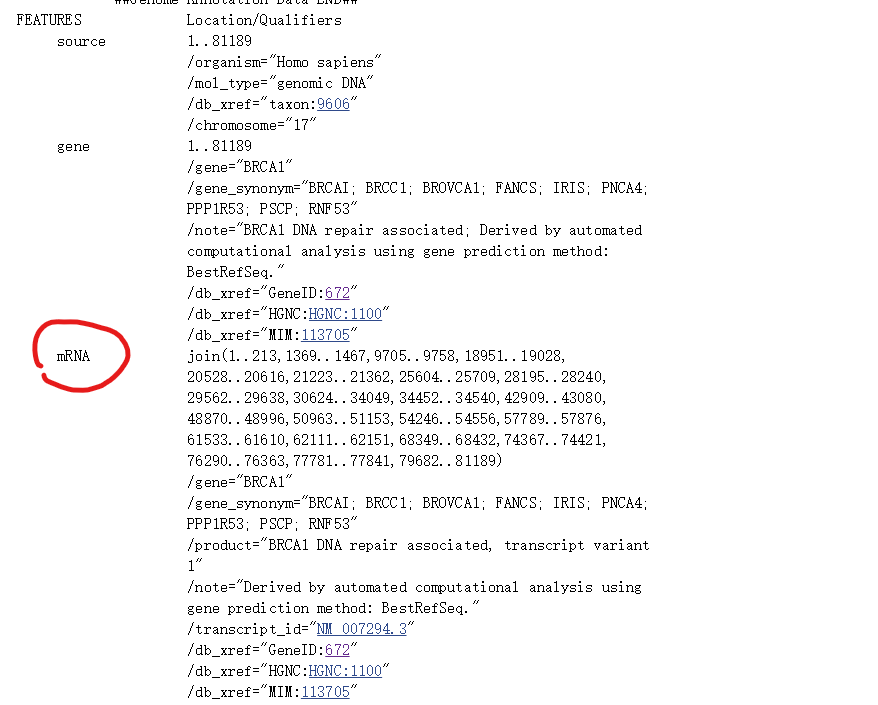 ##Genome-Annotation-Data-END##
FEATURES Location/Qualifiers
source 1..81189
/organism="Homo sapiens"
/mol_type="genomic DNA"
/db_xref="taxon:9606"
/chromosome="17"
gene 1..81189
/gene="BRCA1"
/gene_synonym="BRCAI; BRCC1; BROVCA1; FANCS; IRIS; PNCA4;
PPP1R53; PSCP; RNF53"
/note="BRCA1 DNA repair associated; Derived by automated
computational analysis using gene prediction method:
BestRefSeq."
/db_xref="GeneID:672"
/db_xref="HGNC:HGNC:1100"
/db_xref="MIM:113705"
mRNA join(1..213,1369..1467,9705..9758,18951..19028,
20528..20616,21223..21362,25604..25709,28195..28240,
29562..29638,30624..34049,34452..34540,42909..43080,
48870..48996,50963..51153,54246..54556,57789..57876,
61533..61610,62111..62151,68349..68432,74367..74421,
76290..76363,77781..77841,79682..81189)
/gene="BRCA1"
/gene_synonym="BRCAI; BRCC1; BROVCA1; FANCS; IRIS; PNCA4;
PPP1R53; PSCP; RNF53"
/product="BRCA1 DNA repair associated, transcript variant
1"
/note="Derived by automated computational analysis using
gene prediction method: BestRefSeq."
/transcript_id="NM_007294.3"
/db_xref="GeneID:672"
/db_xref="HGNC:HGNC:1100"
/db_xref="MIM:113705"